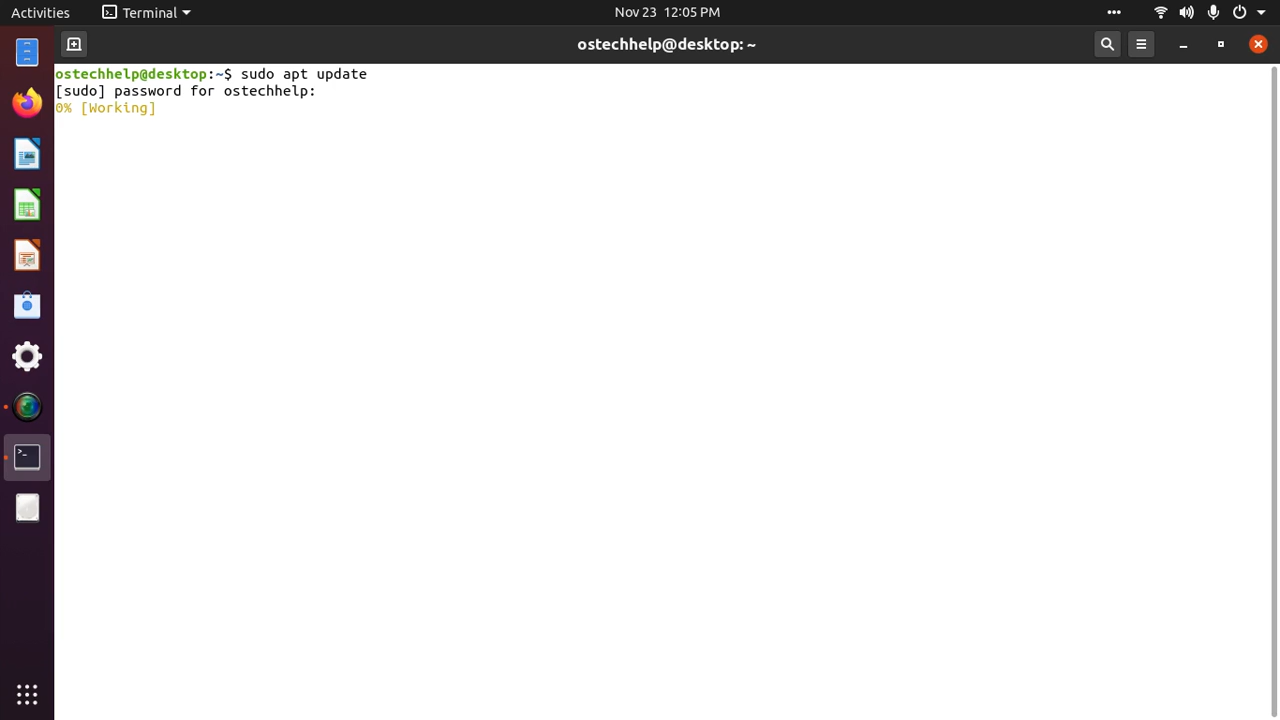 Activities Terminal Nov 23 12:05 PM
ostechhelp@desktop: ~
ostechhelp@desktop:~$ sudo apt update
[sudo] password for ostechhelp:
0% [Working]